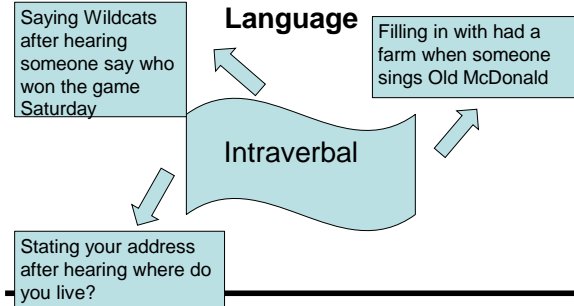 Language
Saying Wildcats
after hearing
someone say who
won the game
Saturday
Filling in with had a
farm when someone
sings Old McDonald
Intraverbal
Stating your address
after hearing where do
you live?